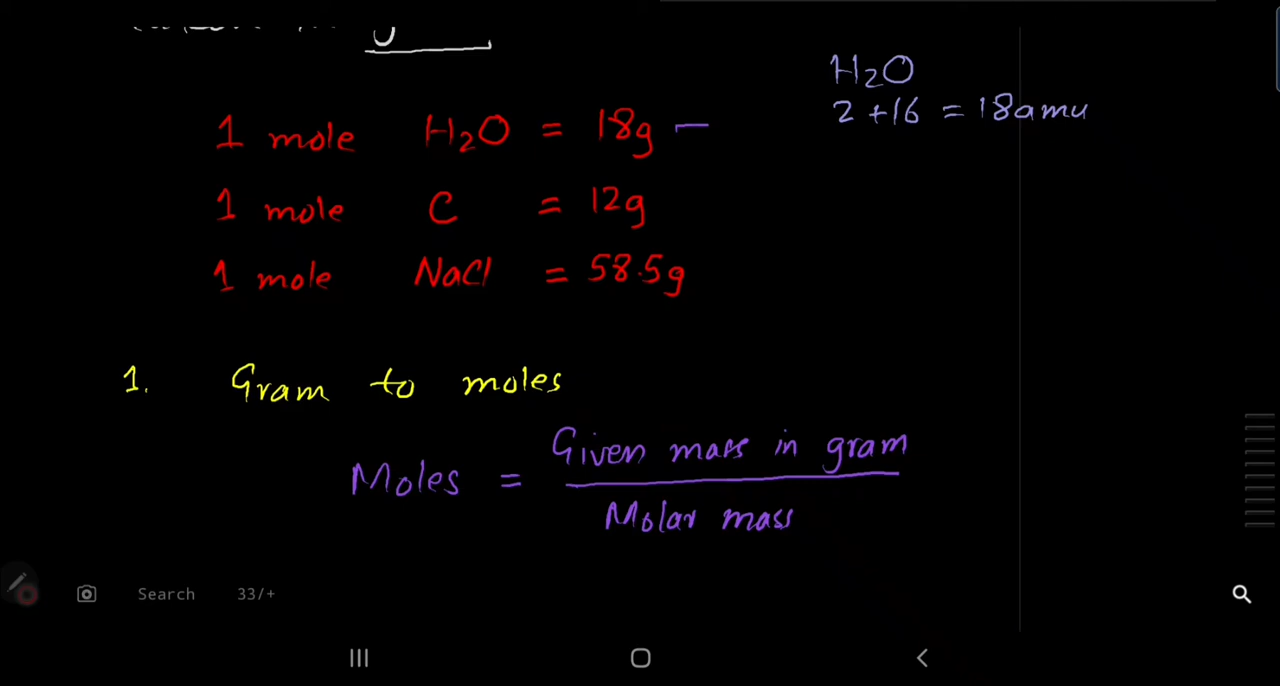 H2O
2 + 16 = 18amu
1 mole H2O = 18g —
1 mole C = 12g
1 mole NaCl = 58.5g
1. Gram to moles
Moles = Given mass in gram
Molar mass
Search 33/+